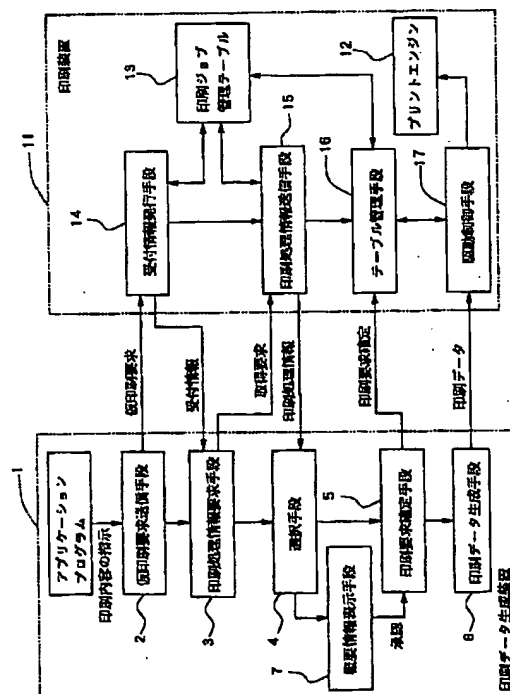 1
アプリケーション
プログラム
印刷内容の指示
仮印刷要求送信手段
2
印刷処理情報要求手段
3
選択手段
4
概要情報表示手段
7
承認
印刷要求確定手段
5
印刷データ生成手段
6
印刷データ生成装置
仮印刷要求
受付情報
取得要求
印刷処理情報
印刷要求確定
印刷データ
11
印刷装置
受付情報発行手段
14
印刷ジョブ
管理テーブル
13
印刷処理情報送信手段
15
テーブル管理手段
16
プリントエンジン
12
駆動制御手段
17